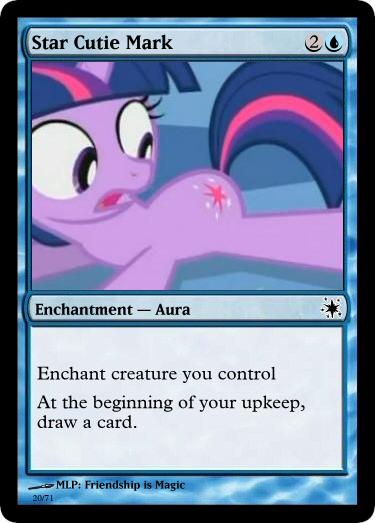 Star Cutie Mark 2
Enchantment — Aura
Enchant creature you control
At the beginning of your upkeep,
draw a card.
MLP: Friendship is Magic
20/71